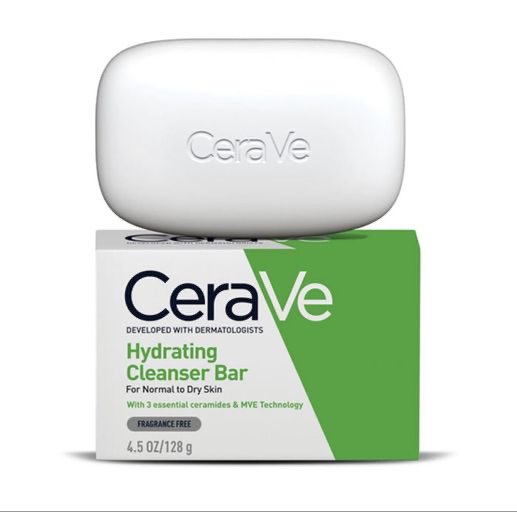 CeraVe
CeraVe
DEVELOPED WITH DERMATOLOGISTS
Hydrating
Cleanser Bar
For Normal to Dry Skin
With 3 essential ceramides & MVE Technology
FRAGRANCE FREE
4.5 OZ/128 g